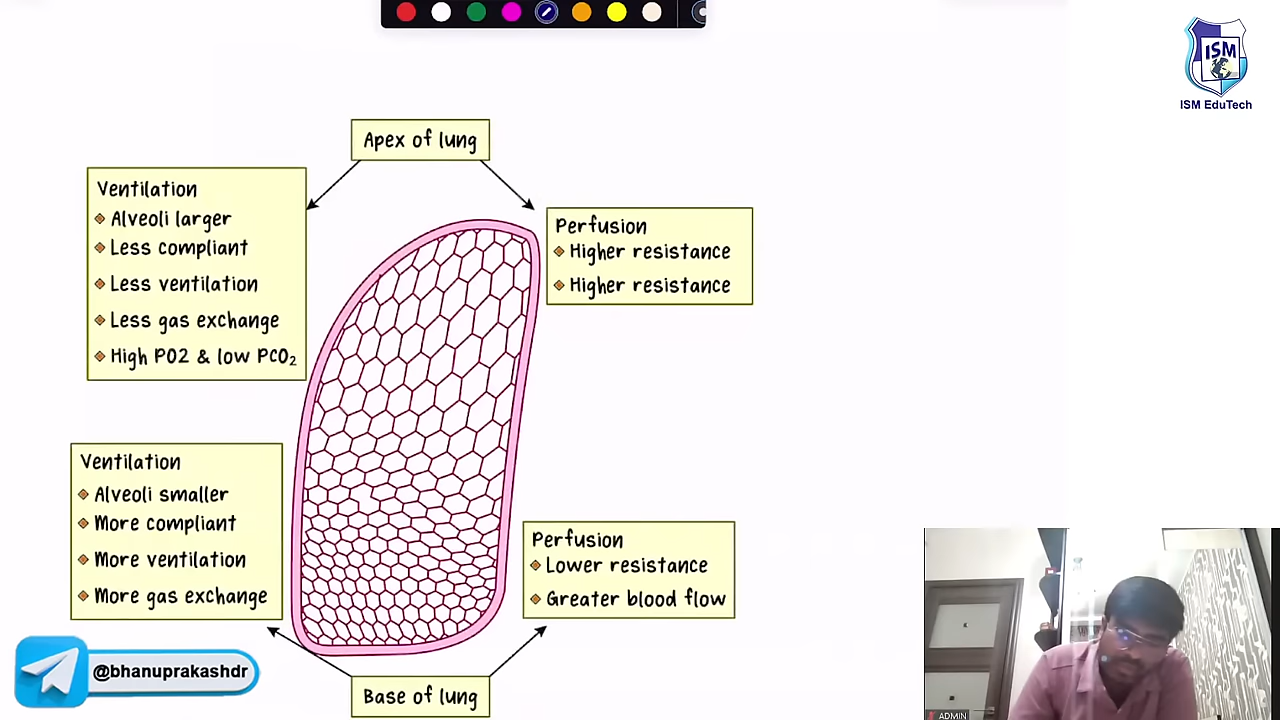 ISM
ISM EduTech
Apex of lung
Ventilation
Alveoli larger
Less compliant
Less ventilation
Less gas exchange
High PO2 & low PCO₂
Perfusion
Higher resistance
Higher resistance
Ventilation
Alveoli smaller
More compliant
More ventilation
More gas exchange
Perfusion
Lower resistance
Greater blood flow
Base of lung
@bhanuprakashdr
ADMIN